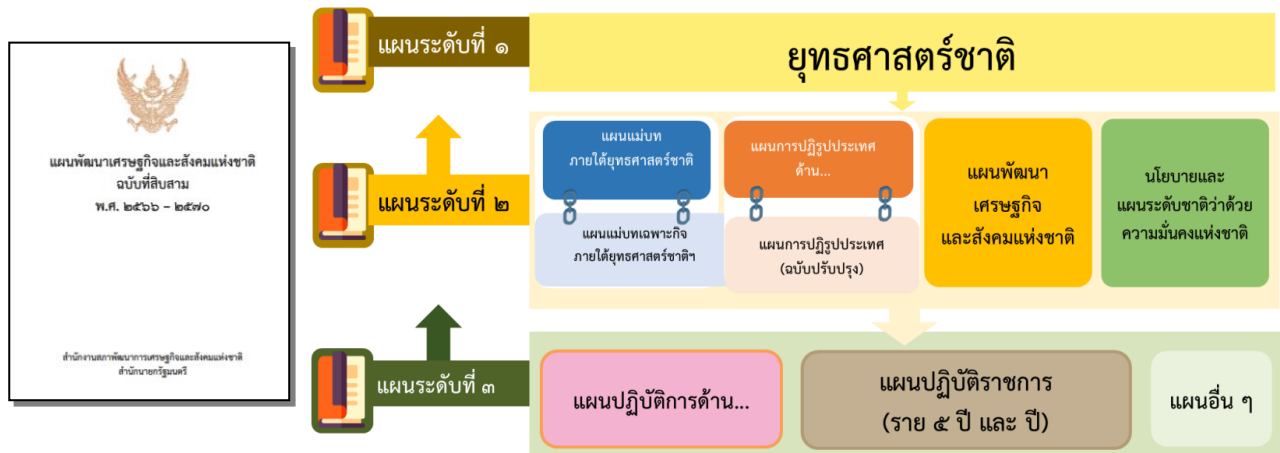 แผนพัฒนาเศรษฐกิจและสังคมแห่งชาติ
ฉบับที่สิบสาม
พ.ศ. ๒๕๖๖ – ๒๕๗๐
สำนักงานสภาพัฒนาการเศรษฐกิจและสังคมแห่งชาติ
สำนักนายกรัฐมนตรี
แผนระดับที่ ๑
ยุทธศาสตร์ชาติ
แผนระดับที่ ๒
แผนแม่บท
ภายใต้ยุทธศาสตร์ชาติ
แผนแม่บทเฉพาะกิจ
ภายใต้ยุทธศาสตร์ชาติฯ
แผนการปฏิรูปประเทศ
ด้าน...
แผนการปฏิรูปประเทศ
(ฉบับปรับปรุง)
แผนพัฒนา
เศรษฐกิจ
และสังคมแห่งชาติ
นโยบายและ
แผนระดับชาติว่าด้วย
ความมั่นคงแห่งชาติ
แผนระดับที่ ๓
แผนปฏิบัติการด้าน...
แผนปฏิบัติราชการ
(ราย ๕ ปี และ ปี)
แผนอื่น ๆ